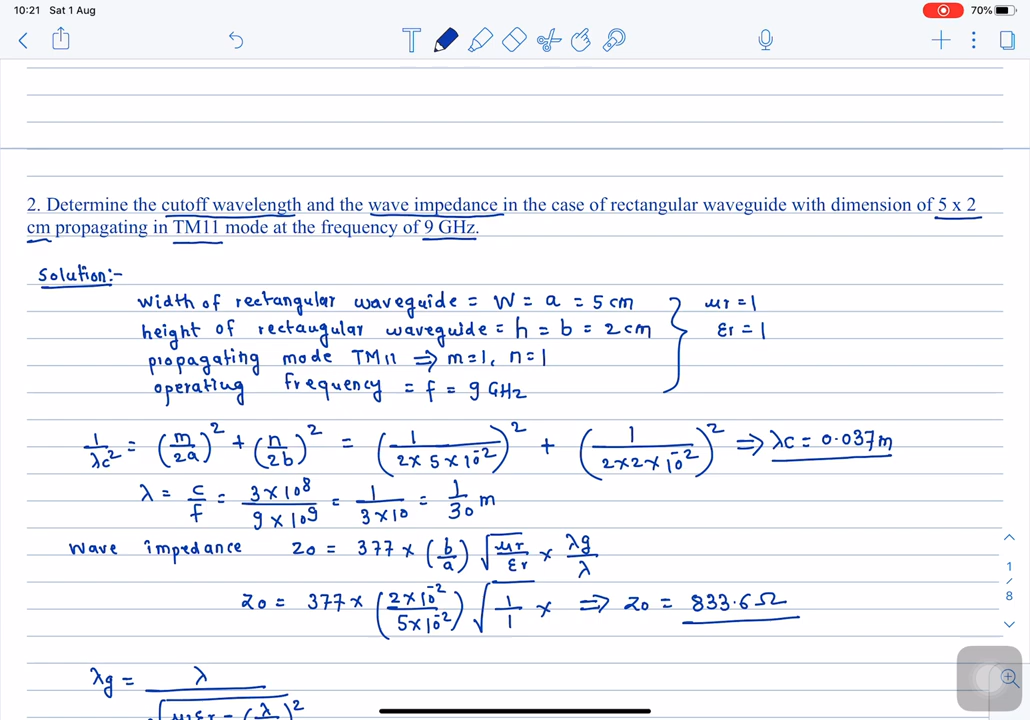 10:21 Sat 1 Aug
70%
T
2. Determine the cutoff wavelength and the wave impedance in the case of rectangular waveguide with dimension of 5 x 2
cm propagating in TM11 mode at the frequency of 9 GHz.
Solution:-
width of rectangular waveguide = W = a = 5 cm
μr = 1
height of rectaugular waveguide = h = b = 2 cm
εr = 1
propagating mode TM11 ⇒ m=1, n=1
operating frequency = f = 9 GHz
1/λc² = (m/2a)² + (n/2b)² = (1/(2×5×10⁻²))² + (1/(2×2×10⁻²))² ⇒ λc = 0.037m
λ = c/f = (3×10⁸)/(9×10⁹) = 1/(3×10) = 1/30 m
wave impedance Zo = 377 × (b/a) √(μr/εr) × λg/λ
Zo = 377 × (2×10⁻²/5×10⁻²) √(1/1) × ⇒ Zo = 833.6Ω
λg = λ/√(μrεr - (λ/ )²
1
/
8